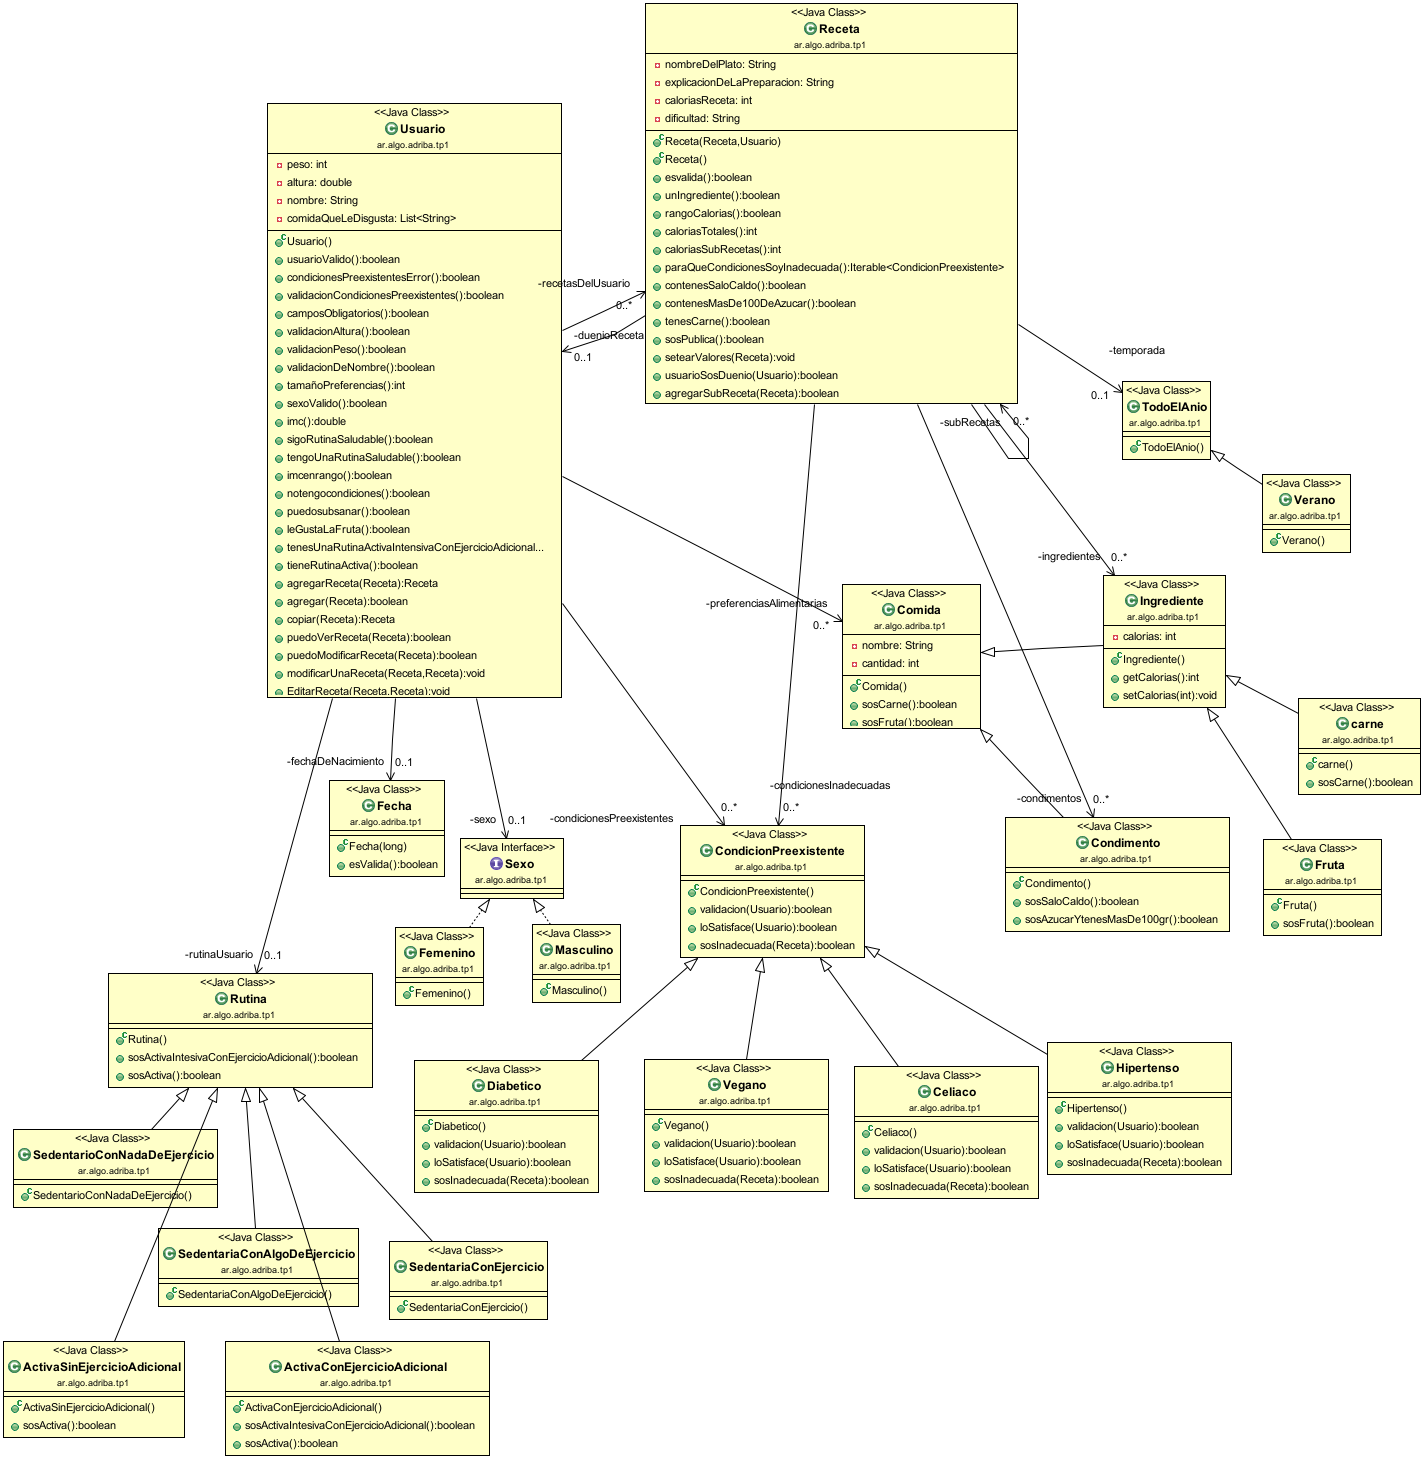 <<Java Class>>
Receta
ar.algo.adriba.tp1
nombreDelPlato: String
explicacionDeLaPreparacion: String
caloriasReceta: int
dificultad: String
Receta(Receta,Usuario)
Receta()
esvalida():boolean
unIngrediente():boolean
rangoCalorias():boolean
caloriasTotales():int
caloriasSubRecetas():int
paraQueCondicionesSoyInadecuada():Iterable<CondicionPreexistente>
contenesSaloCaldo():boolean
contenesMasDe100DeAzucar():boolean
tenesCarne():boolean
sosPublica():boolean
setearValores(Receta):void
usuarioSosDuenio(Usuario):boolean
agregarSubReceta(Receta):boolean
<<Java Class>>
Usuario
ar.algo.adriba.tp1
peso: int
altura: double
nombre: String
comidaQueLeDisgusta: List<String>
Usuario()
usuarioValido():boolean
condicionesPreexistentesError():boolean
validacionCondicionesPreexistentes():boolean
camposObligatorios():boolean
validacionAltura():boolean
validacionPeso():boolean
validacionDeNombre():boolean
tamañoPreferencias():int
sexoValido():boolean
imc():double
sigoRutinaSaludable():boolean
tengoUnaRutinaSaludable():boolean
imcenrango():boolean
notengocondiciones():boolean
puedosubsanar():boolean
leGustaLaFruta():boolean
tenesUnaRutinaActivaIntensivaConEjercicioAdicional...
tieneRutinaActiva():boolean
agregarReceta(Receta):Receta
agregar(Receta):boolean
copiar(Receta):Receta
puedoVerReceta(Receta):boolean
puedoModificarReceta(Receta):boolean
modificarUnaReceta(Receta,Receta):void
EditarReceta(Receta,Receta):void
-recetasDelUsuario
0..*
-duenioReceta
0..1
-temporada
0..1
<<Java Class>>
TodoElAnio
ar.algo.adriba.tp1
TodoElAnio()
-subRecetas
0..*
<<Java Class>>
Verano
ar.algo.adriba.tp1
Verano()
-ingredientes
0..*
<<Java Class>>
Ingrediente
ar.algo.adriba.tp1
calorias: int
Ingrediente()
getCalorias():int
setCalorias(int):void
-preferenciasAlimentarias
0..*
<<Java Class>>
Comida
ar.algo.adriba.tp1
nombre: String
cantidad: int
Comida()
sosCarne():boolean
sosFruta():boolean
<<Java Class>>
carne
ar.algo.adriba.tp1
carne()
sosCarne():boolean
-fechaDeNacimiento
0..1
<<Java Class>>
Fecha
ar.algo.adriba.tp1
Fecha(long)
esValida():boolean
-sexo
0..1
<<Java Interface>>
Sexo
ar.algo.adriba.tp1
-condicionesPreexistentes
0..*
-condicionesInadecuadas
0..*
<<Java Class>>
CondicionPreexistente
ar.algo.adriba.tp1
CondicionPreexistente()
validacion(Usuario):boolean
loSatisface(Usuario):boolean
sosInadecuada(Receta):boolean
-condimentos
0..*
<<Java Class>>
Condimento
ar.algo.adriba.tp1
Condimento()
sosSaloCaldo():boolean
sosAzucarYtenesMasDe100gr():boolean
<<Java Class>>
Fruta
ar.algo.adriba.tp1
Fruta()
sosFruta():boolean
<<Java Class>>
Femenino
ar.algo.adriba.tp1
Femenino()
<<Java Class>>
Masculino
ar.algo.adriba.tp1
Masculino()
-rutinaUsuario
0..1
<<Java Class>>
Rutina
ar.algo.adriba.tp1
Rutina()
sosActivaIntesivaConEjercicioAdicional():boolean
sosActiva():boolean
<<Java Class>>
Diabetico
ar.algo.adriba.tp1
Diabetico()
validacion(Usuario):boolean
loSatisface(Usuario):boolean
sosInadecuada(Receta):boolean
<<Java Class>>
Vegano
ar.algo.adriba.tp1
Vegano()
validacion(Usuario):boolean
loSatisface(Usuario):boolean
sosInadecuada(Receta):boolean
<<Java Class>>
Celiaco
ar.algo.adriba.tp1
Celiaco()
validacion(Usuario):boolean
loSatisface(Usuario):boolean
sosInadecuada(Receta):boolean
<<Java Class>>
Hipertenso
ar.algo.adriba.tp1
Hipertenso()
validacion(Usuario):boolean
loSatisface(Usuario):boolean
sosInadecuada(Receta):boolean
<<Java Class>>
SedentarioConNadaDeEjercicio
ar.algo.adriba.tp1
SedentarioConNadaDeEjercicio()
<<Java Class>>
SedentariaConAlgoDeEjercicio
ar.algo.adriba.tp1
SedentariaConAlgoDeEjercicio()
<<Java Class>>
SedentariaConEjercicio
ar.algo.adriba.tp1
SedentariaConEjercicio()
<<Java Class>>
ActivaSinEjercicioAdicional
ar.algo.adriba.tp1
ActivaSinEjercicioAdicional()
sosActiva():boolean
<<Java Class>>
ActivaConEjercicioAdicional
ar.algo.adriba.tp1
ActivaConEjercicioAdicional()
sosActivaIntesivaConEjercicioAdicional():boolean
sosActiva():boolean